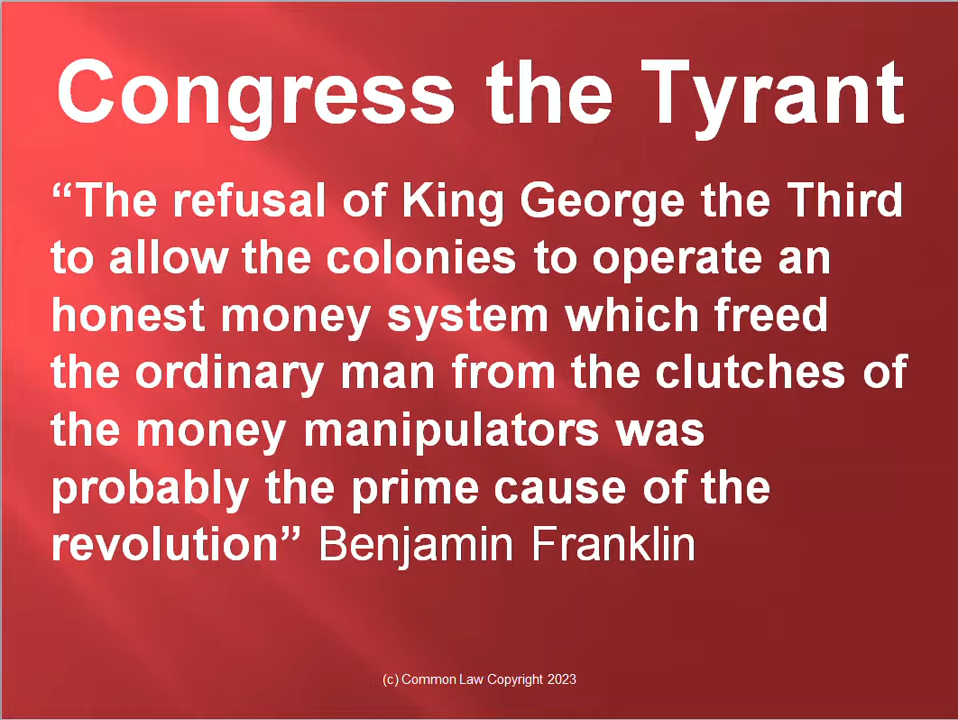 Congress the Tyrant
“The refusal of King George the Third
to allow the colonies to operate an
honest money system which freed
the ordinary man from the clutches of
the money manipulators was
probably the prime cause of the
revolution” Benjamin Franklin
(c) Common Law Copyright 2023